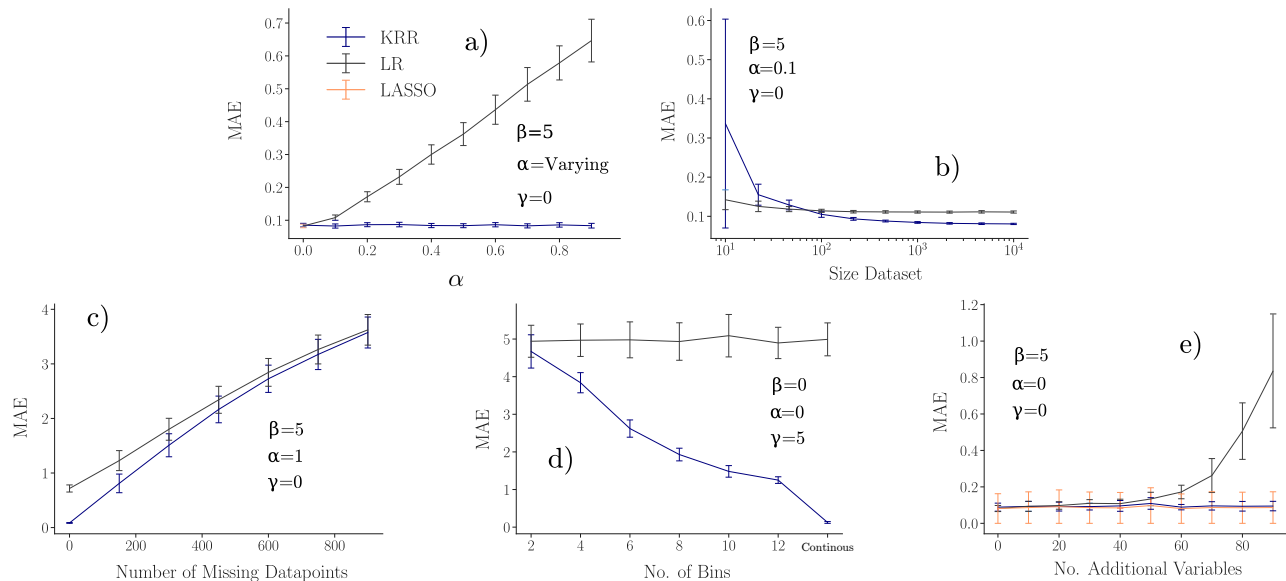 0.7
0.6
0.5
0.4
0.3
0.2
0.1
MAE
KRR
LR
LASSO
a)
β=5
α=Varying
γ=0
0.0 0.2 0.4 0.6 0.8
α
0.6
0.5
0.4
0.3
0.2
0.1
MAE
β=5
α=0.1
γ=0
b)
10¹ 10² 10³ 10⁴
Size Dataset
4
3
2
1
0
MAE
c)
β=5
α=1
γ=0
0 200 400 600 800
Number of Missing Datapoints
5
4
3
2
1
0
MAE
β=0
α=0
γ=5
d)
2 4 6 8 10 12 Continous
No. of Bins
1.2
1.0
0.8
0.6
0.4
0.2
0.0
MAE
e)
β=5
α=0
γ=0
0 20 40 60 80
No. Additional Variables